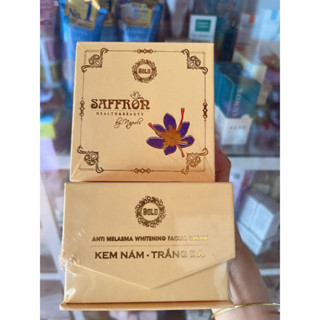 GOLD
SAFFRON
HEALTH & BEAUTY
GOLD
ANTI MELASMA WHITENING FACIAL CREAM
KEM NÁM - TRẮNG DA